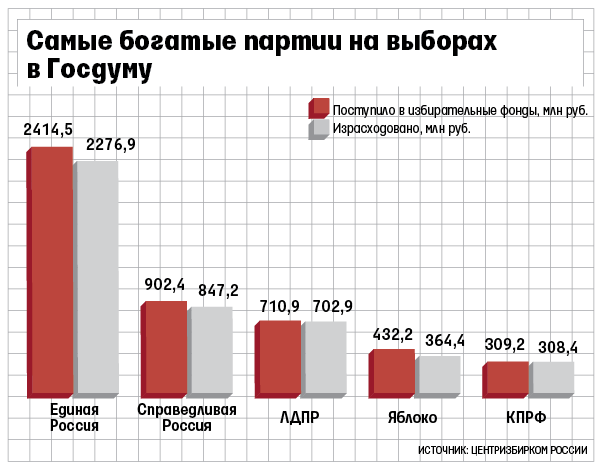 Самые богатые партии на выборах
в Госдуму
Поступило в избирательные фонды, млн руб.
Израсходовано, млн руб.
2414,5
2276,9
902,4
847,2
710,9
702,9
432,2
364,4
309,2
308,4
Единая
Россия
Справедливая
Россия
ЛДПР
Яблоко
КПРФ
ИСТОЧНИК: ЦЕНТРИЗБИРКОМ РОССИИ